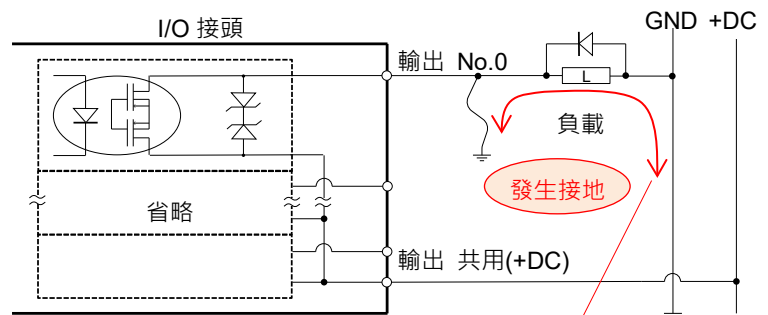 I/O 接頭
GND +DC
輸出 No.0
L
負載
發生接地
省略
輸出 共用(+DC)